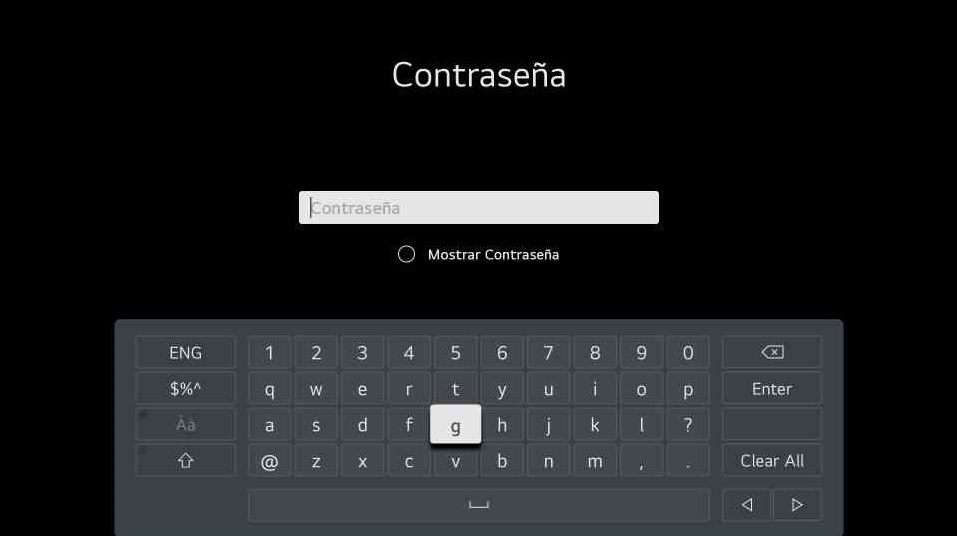 Contraseña
Contraseña
Mostrar Contraseña
ENG 1 2 3 4 5 6 7 8 9 0
$%^ q w e r t y u i o p Enter
Àà a s d f g h j k l ?
@ z x c v b n m , . Clear All